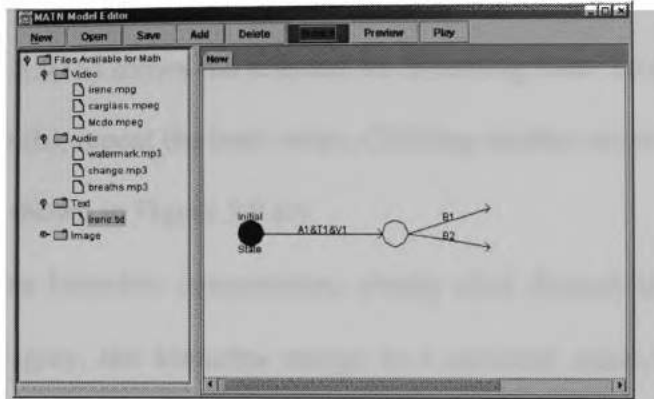 MATN Model Editor
New Open Save Add Delete Preview Play
Files Available for Matn
Video
irene.mpg
carglass.mpeg
Mcdo.mpeg
Audio
watermark.mp3
change.mp3
breaths.mp3
Text
irene.txt
Image
New
Initial
State
A1&T1&V1
B1
B2